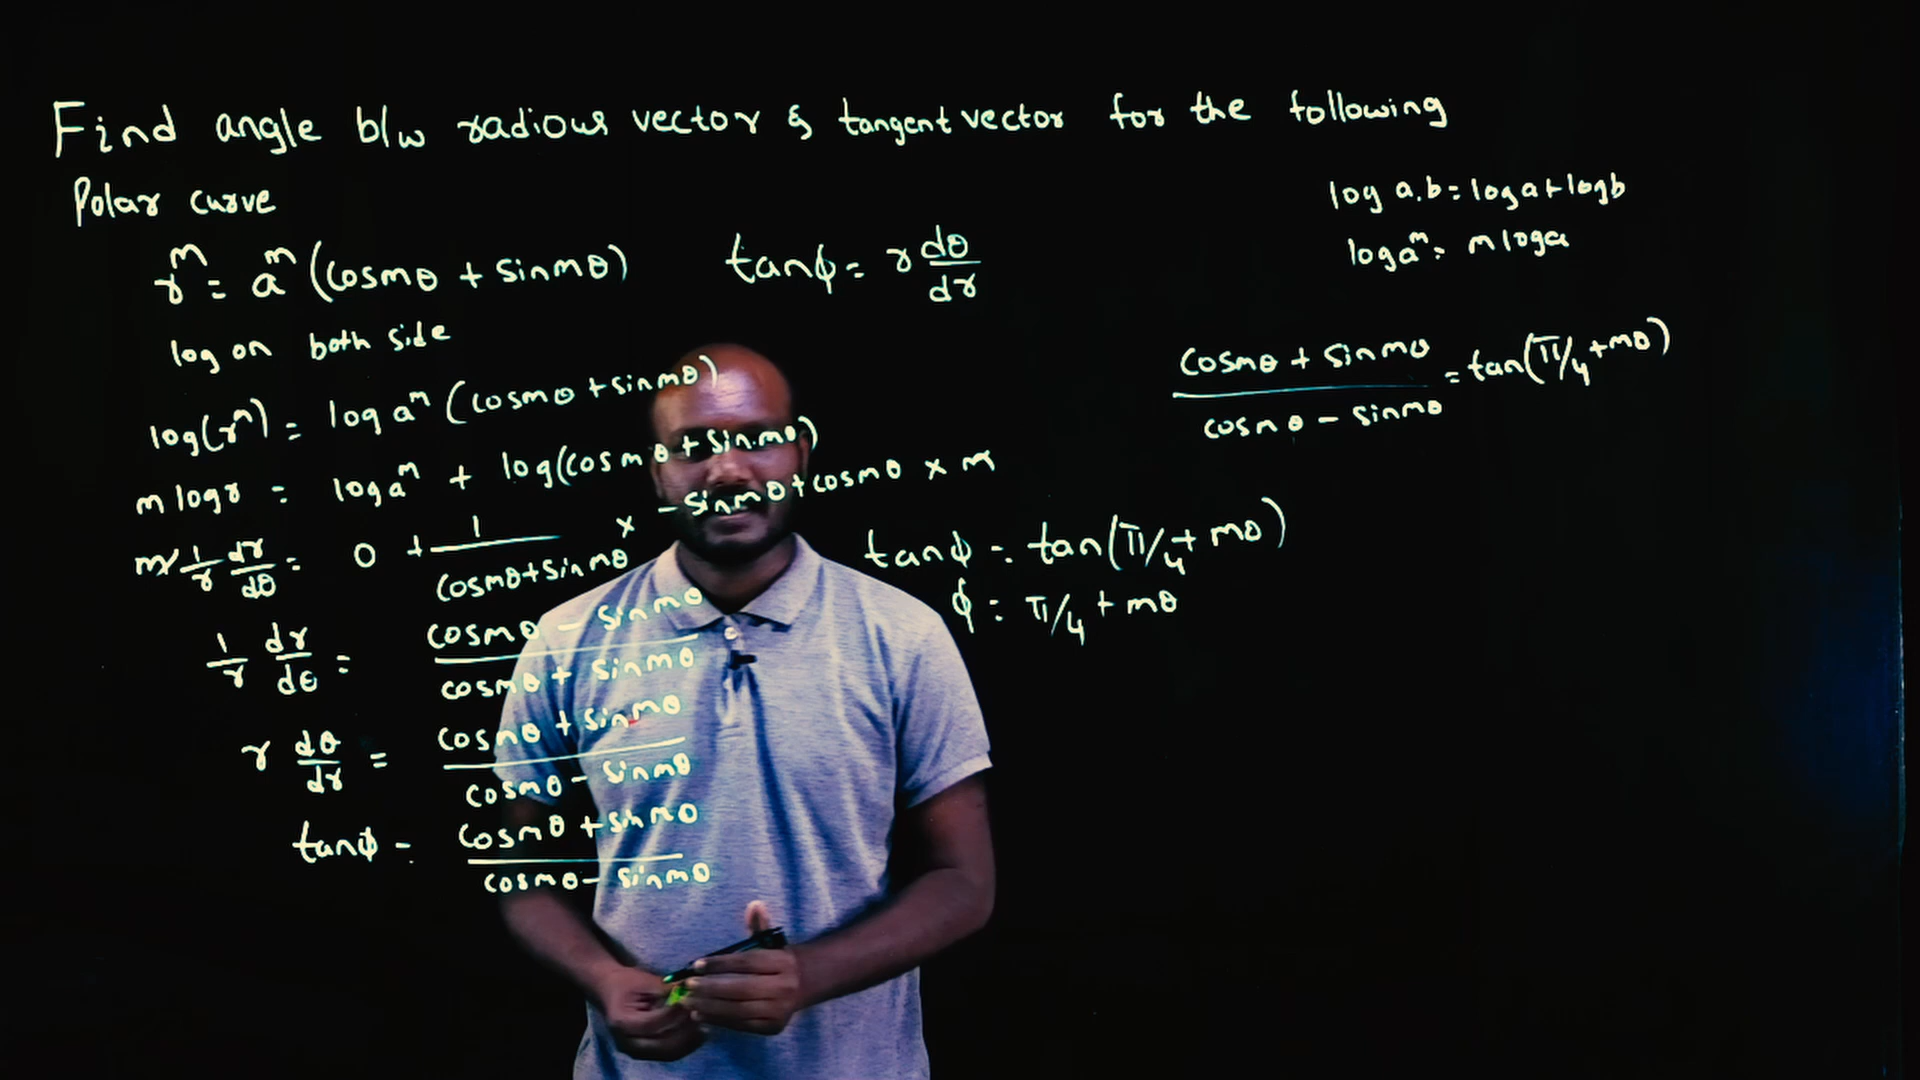 Find angle b/w radious vector & tangent vector for the following
Polar curve
r^m = a^m (cosmθ + sinmθ)
tanϕ = r dθ/dr
log a.b = log a + log b
log a^m = m log a
log on both side
log(r^m) = log a^m (cosmθ + sinmθ)
m log r = log a^m + log(cosmθ + sin.mθ)
m × 1/r dr/dθ = 0 + 1/(cosmθ + sinmθ) × -sinmθ + cosmθ × m
1/r dr/dθ = (cosmθ - sinmθ)/(cosmθ + sinmθ)
r dθ/dr = (cosmθ + sinmθ)/(cosmθ - sinmθ)
tanϕ = (cosmθ + sinmθ)/(cosmθ - sinmθ)
(cosmθ + sinmθ)/(cosmθ - sinmθ) = tan(π/4 + mθ)
tanϕ = tan(π/4 + mθ)
ϕ = π/4 + mθ